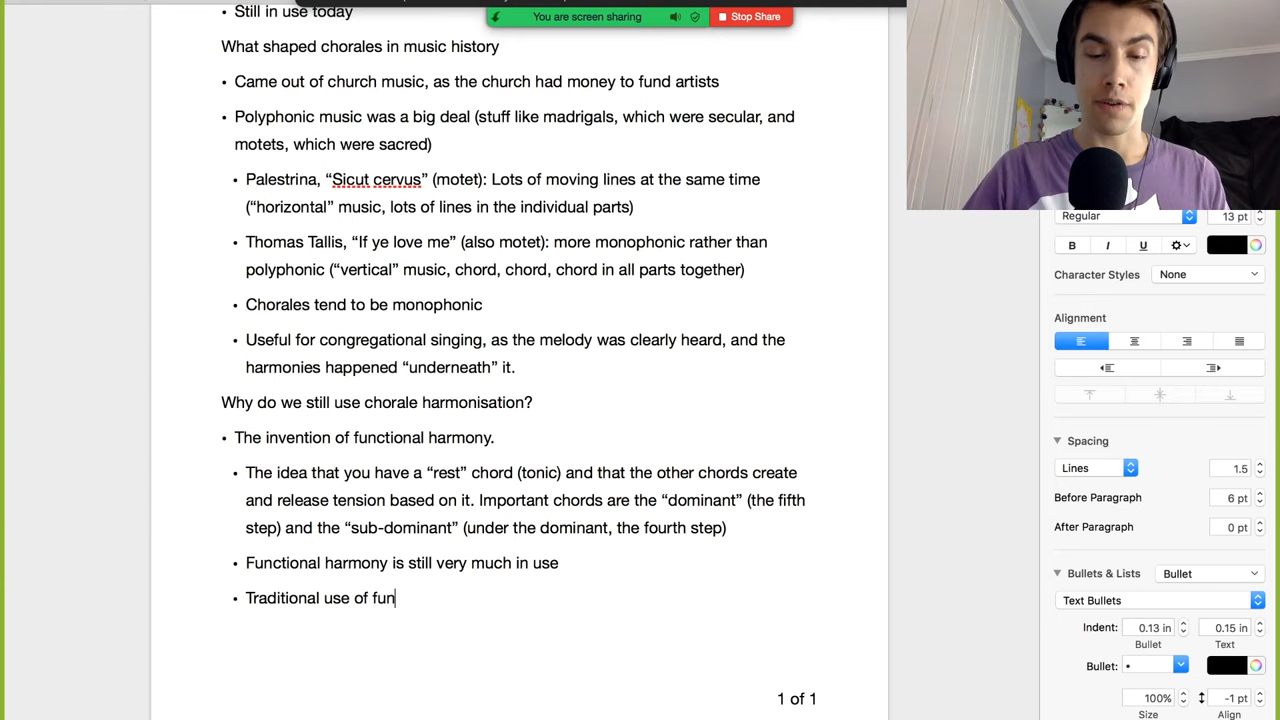 Still in use today
You are screen sharing
Stop Share
What shaped chorales in music history
• Came out of church music, as the church had money to fund artists
• Polyphonic music was a big deal (stuff like madrigals, which were secular, and
motets, which were sacred)
• Palestrina, “Sicut cervus” (motet): Lots of moving lines at the same time
(“horizontal” music, lots of lines in the individual parts)
• Thomas Tallis, “If ye love me” (also motet): more monophonic rather than
polyphonic (“vertical” music, chord, chord, chord in all parts together)
• Chorales tend to be monophonic
• Useful for congregational singing, as the melody was clearly heard, and the
harmonies happened “underneath” it.
Why do we still use chorale harmonisation?
• The invention of functional harmony.
• The idea that you have a “rest” chord (tonic) and that the other chords create
and release tension based on it. Important chords are the “dominant” (the fifth
step) and the “sub-dominant” (under the dominant, the fourth step)
• Functional harmony is still very much in use
• Traditional use of fun
1 of 1
Regular 13 pt
B I U
Character Styles None
Alignment
Spacing
Lines 1.5
Before Paragraph 6 pt
After Paragraph 0 pt
Bullets & Lists Bullet
Text Bullets
Indent: 0.13 in 0.15 in
Bullet Text
Bullet: •
100% -1 pt
Size Align